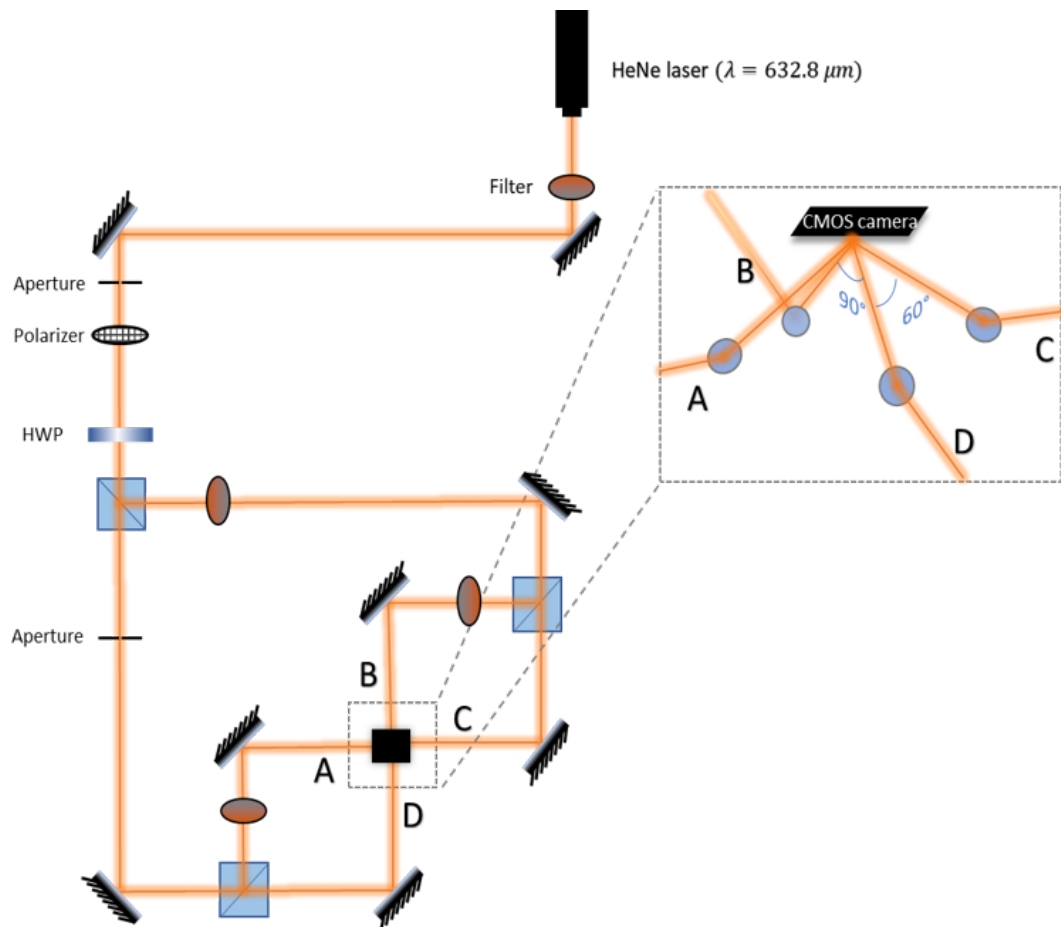 HeNe laser (λ = 632.8 μm)
Filter
CMOS camera
Aperture
B
90°
60°
Polarizer
C
A
HWP
D
Aperture
B
C
A
D